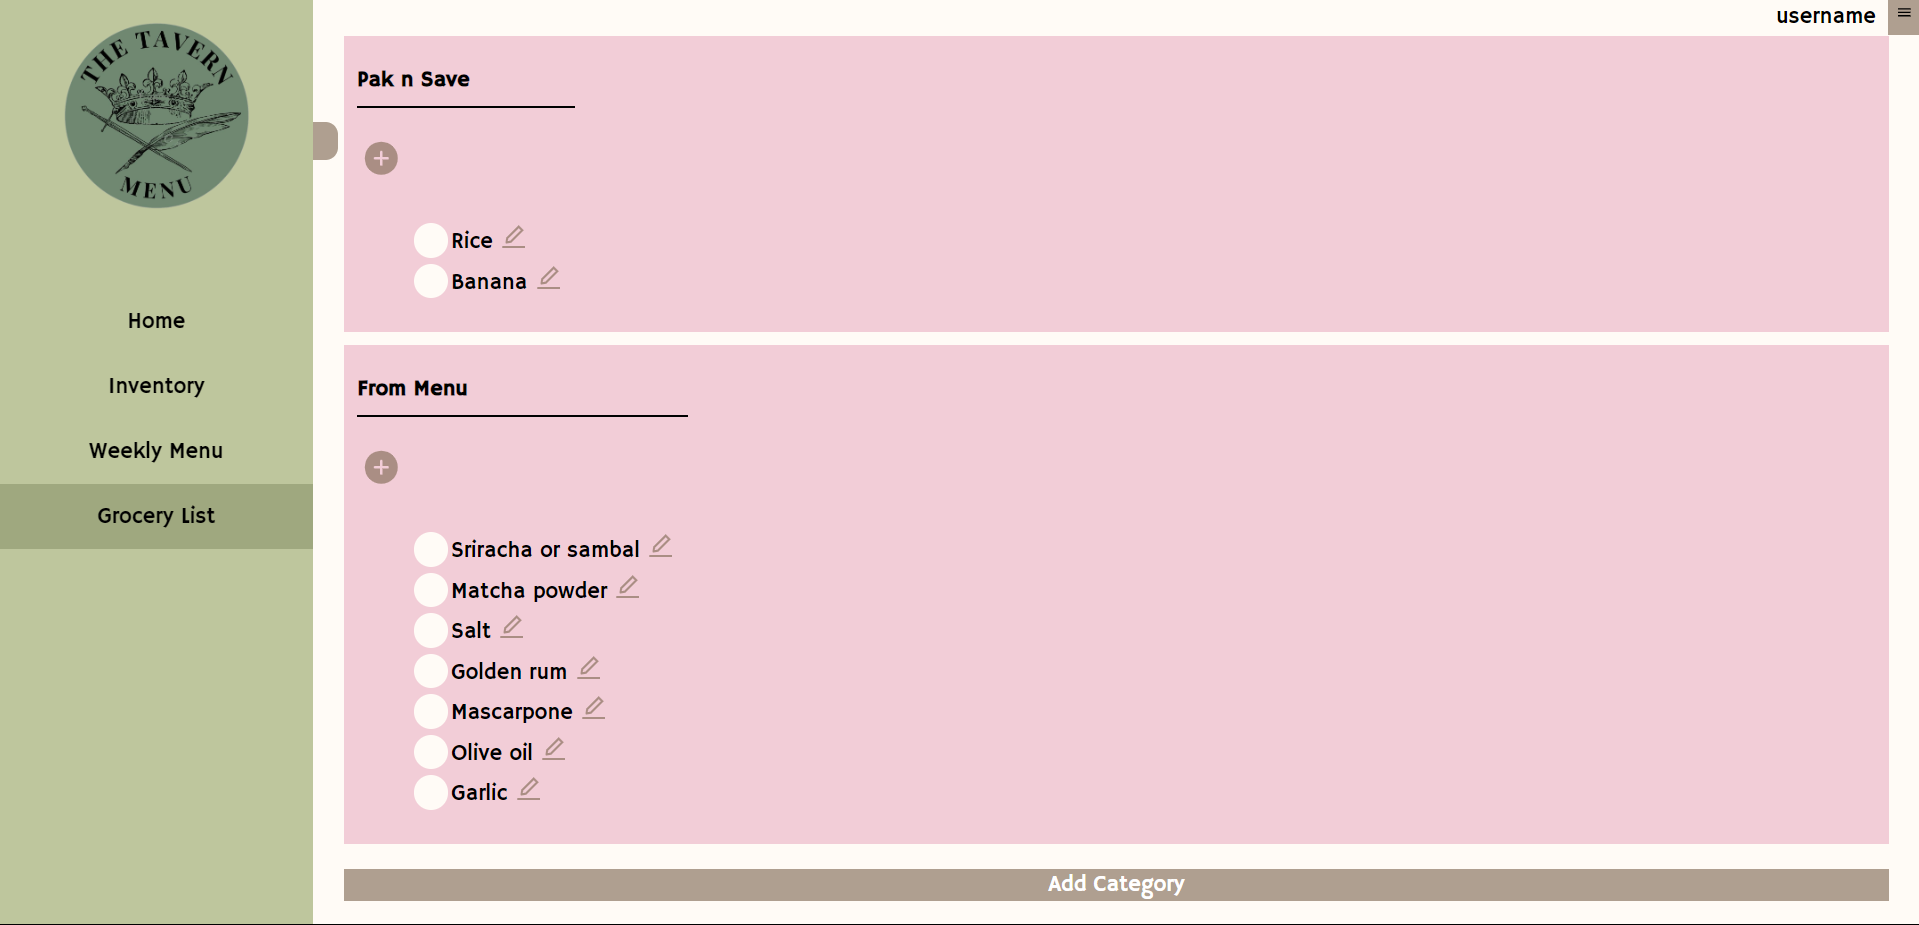 THE TAVERN
MENU
Home
Inventory
Weekly Menu
Grocery List
username
Pak n Save
Rice
Banana
From Menu
Sriracha or sambal
Matcha powder
Salt
Golden rum
Mascarpone
Olive oil
Garlic
Add Category